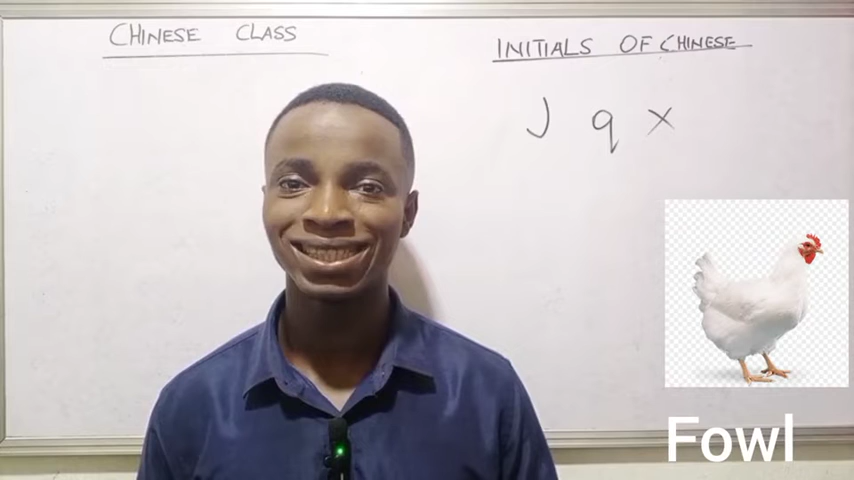 CHINESE CLASS
INITIALS OF CHINESE
J q x
Fowl